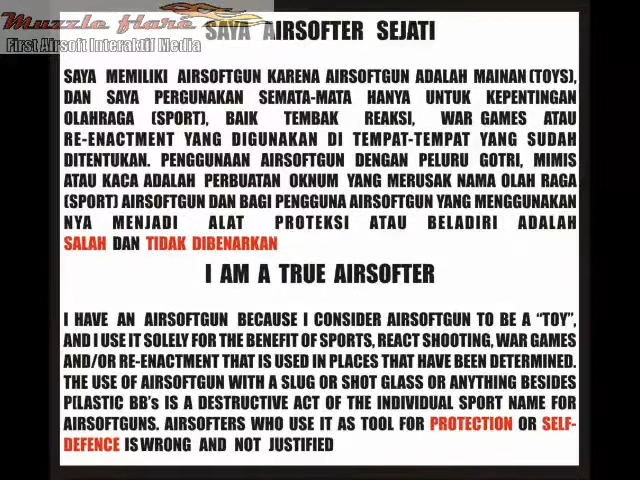 Muzzle flare
First Airsoft Interaktif Media
SAYA AIRSOFTER SEJATI
SAYA MEMILIKI AIRSOFTGUN KARENA AIRSOFTGUN ADALAH MAINAN (TOYS),
DAN SAYA PERGUNAKAN SEMATA-MATA HANYA UNTUK KEPENTINGAN
OLAHRAGA (SPORT), BAIK TEMBAK REAKSI, WAR GAMES ATAU
RE-ENACTMENT YANG DIGUNAKAN DI TEMPAT-TEMPAT YANG SUDAH
DITENTUKAN. PENGGUNAAN AIRSOFTGUN DENGAN PELURU GOTRI, MIMIS
ATAU KACA ADALAH PERBUATAN OKNUM YANG MERUSAK NAMA OLAH RAGA
(SPORT) AIRSOFTGUN DAN BAGI PENGGUNA AIRSOFTGUN YANG MENGGUNAKAN
NYA MENJADI ALAT PROTEKSI ATAU BELADIRI ADALAH
SALAH DAN TIDAK DIBENARKAN
I AM A TRUE AIRSOFTER
I HAVE AN AIRSOFTGUN BECAUSE I CONSIDER AIRSOFTGUN TO BE A “TOY”,
AND I USE IT SOLELY FOR THE BENEFIT OF SPORTS, REACT SHOOTING, WAR GAMES
AND/OR RE-ENACTMENT THAT IS USED IN PLACES THAT HAVE BEEN DETERMINED.
THE USE OF AIRSOFTGUN WITH A SLUG OR SHOT GLASS OR ANYTHING BESIDES
P[LASTIC BB's IS A DESTRUCTIVE ACT OF THE INDIVIDUAL SPORT NAME FOR
AIRSOFTGUNS. AIRSOFTERS WHO USE IT AS TOOL FOR PROTECTION OR SELF-
DEFENCE IS WRONG AND NOT JUSTIFIED